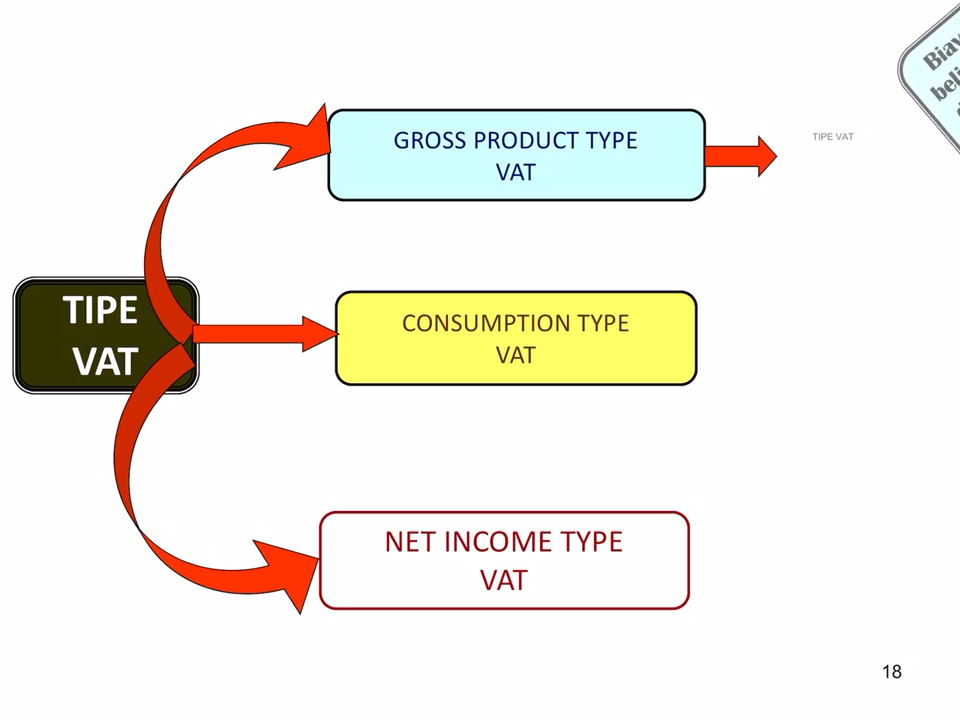 GROSS PRODUCT TYPE
VAT
TIPE VAT
TIPE
VAT
CONSUMPTION TYPE
VAT
NET INCOME TYPE
VAT
18